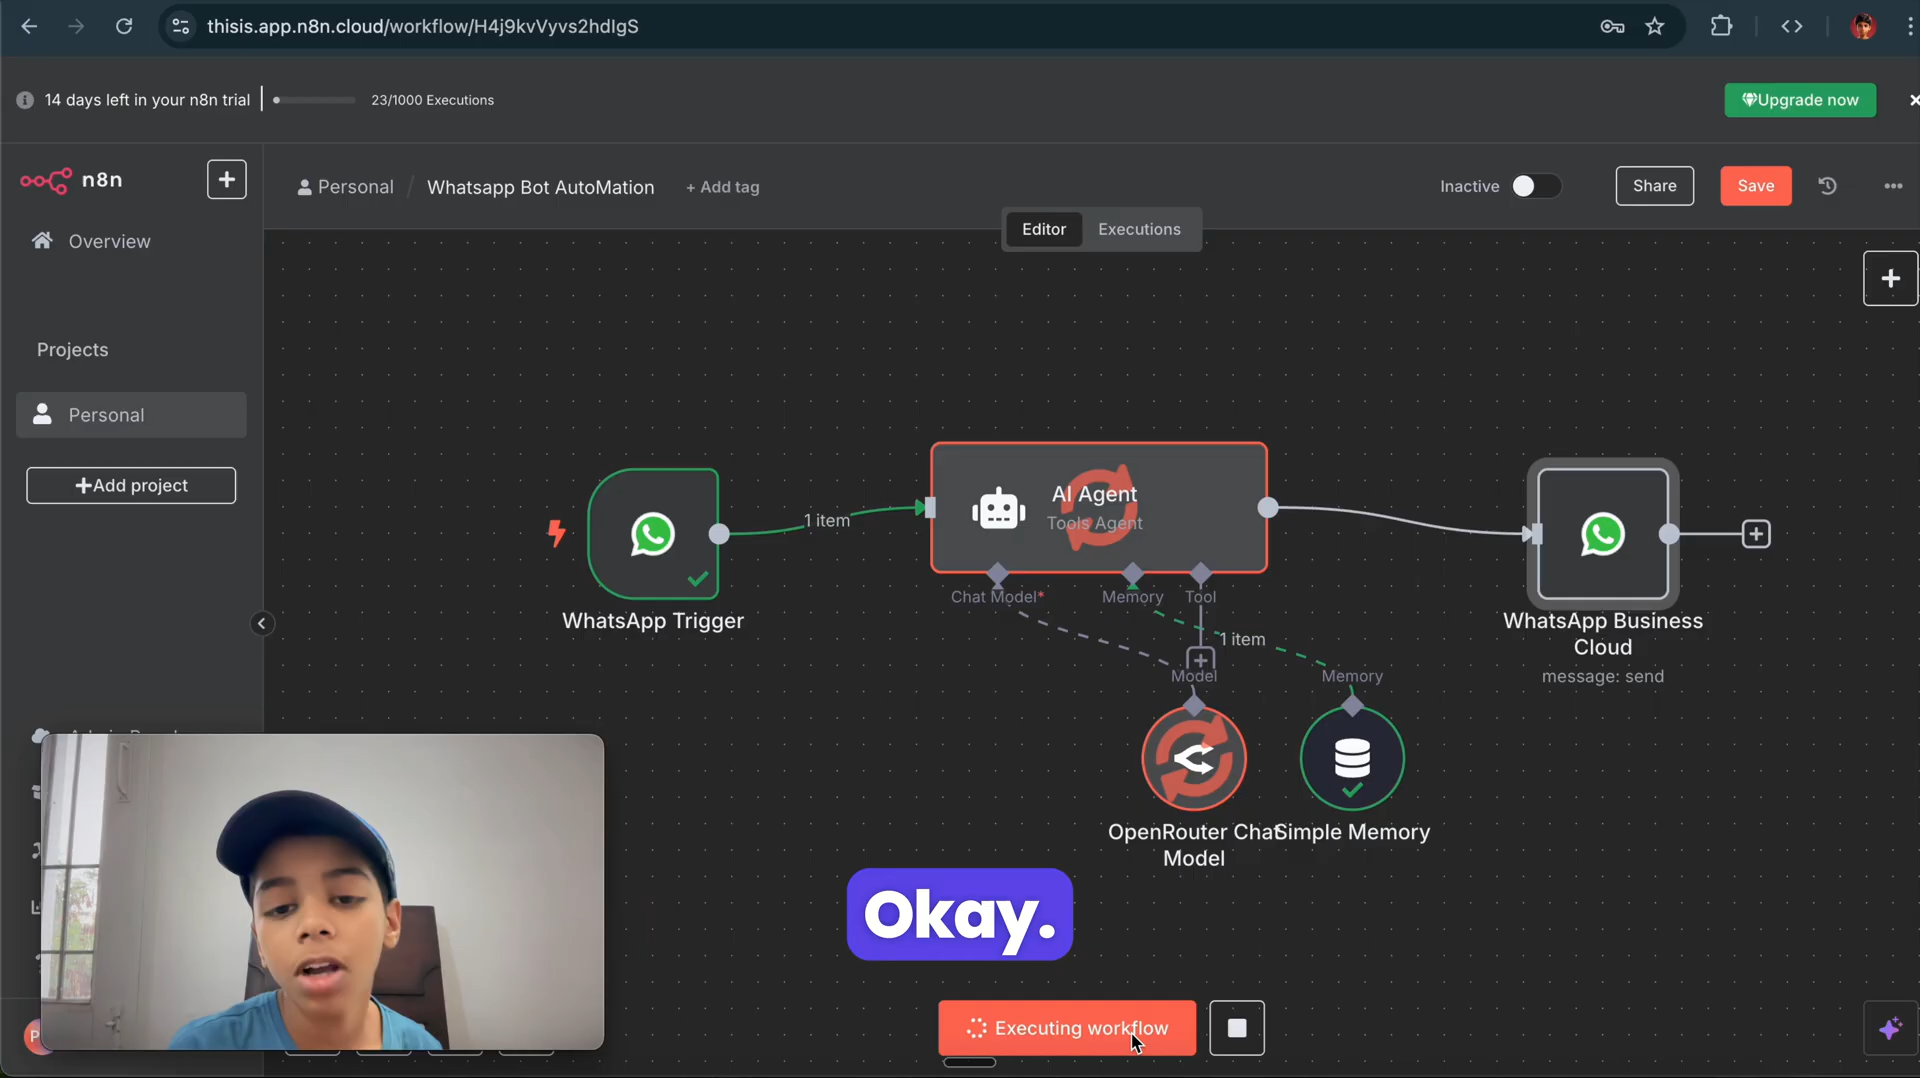 thisis.app.n8n.cloud/workflow/H4j9kvVyvs2hdIgS
14 days left in your n8n trial
23/1000 Executions
Upgrade now
n8n
Personal / Whatsapp Bot AutoMation + Add tag
Inactive
Share
Save
Editor
Executions
Overview
Projects
Personal
+Add project
1 item
AI Agent
Tools Agent
Chat Model*
Memory
Tool
WhatsApp Trigger
1 item
WhatsApp Business
Cloud
message: send
Model
Memory
OpenRouter Chat
Model
Simple Memory
Okay.
Executing workflow